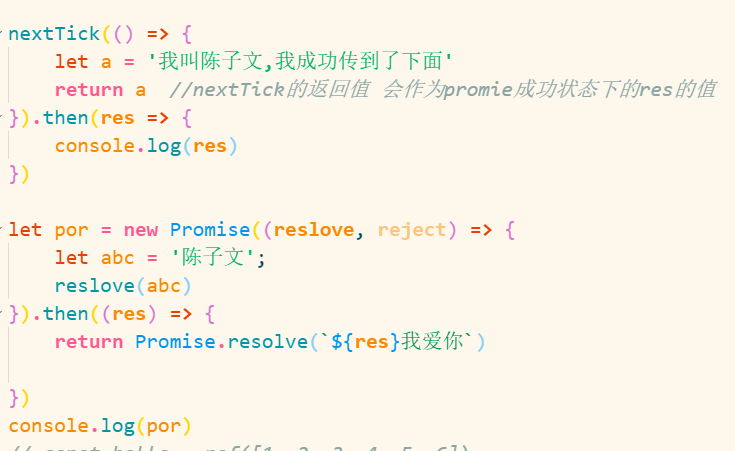 nextTick(() => {
let a = '我叫陈子文,我成功传到了下面'
return a //nextTick的返回值 会作为promie成功状态下的res的值
}).then(res => {
console.log(res)
})
let por = new Promise((reslove, reject) => {
let abc = '陈子文';
reslove(abc)
}).then((res) => {
return Promise.resolve(`${res}我爱你`)
})
console.log(por)